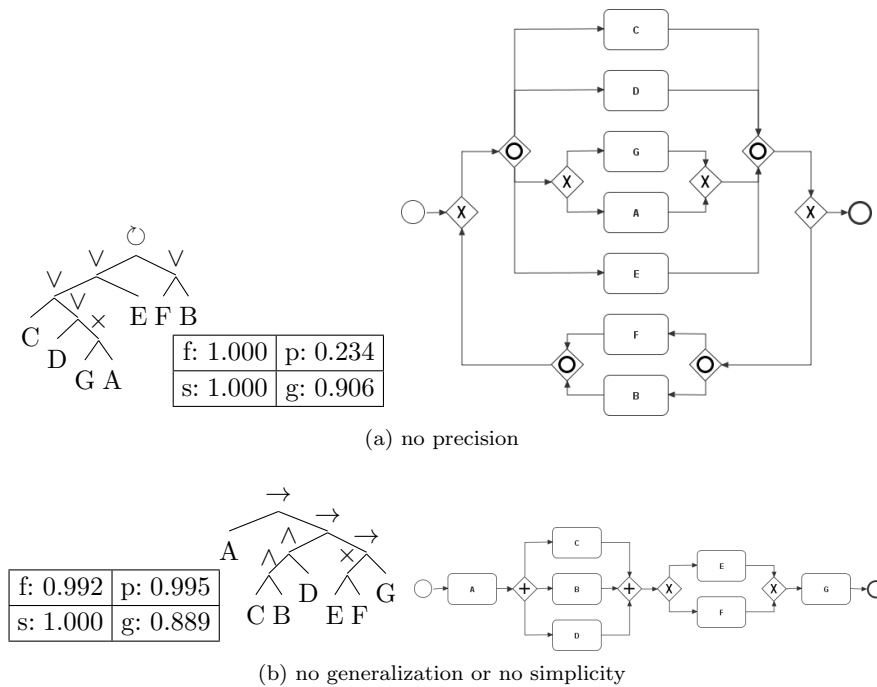 C
D
G
X X
A
X X
E
F
B
↻
∨ ∨
∨
∨ E F B
C ×
D
G A
f: 1.000 p: 0.234
s: 1.000 g: 0.906
(a) no precision
→
→
A ∧ →
∧ ×
D G
C B E F
f: 0.992 p: 0.995
s: 1.000 g: 0.889
C
E
A + B + X X G
F
D
(b) no generalization or no simplicity